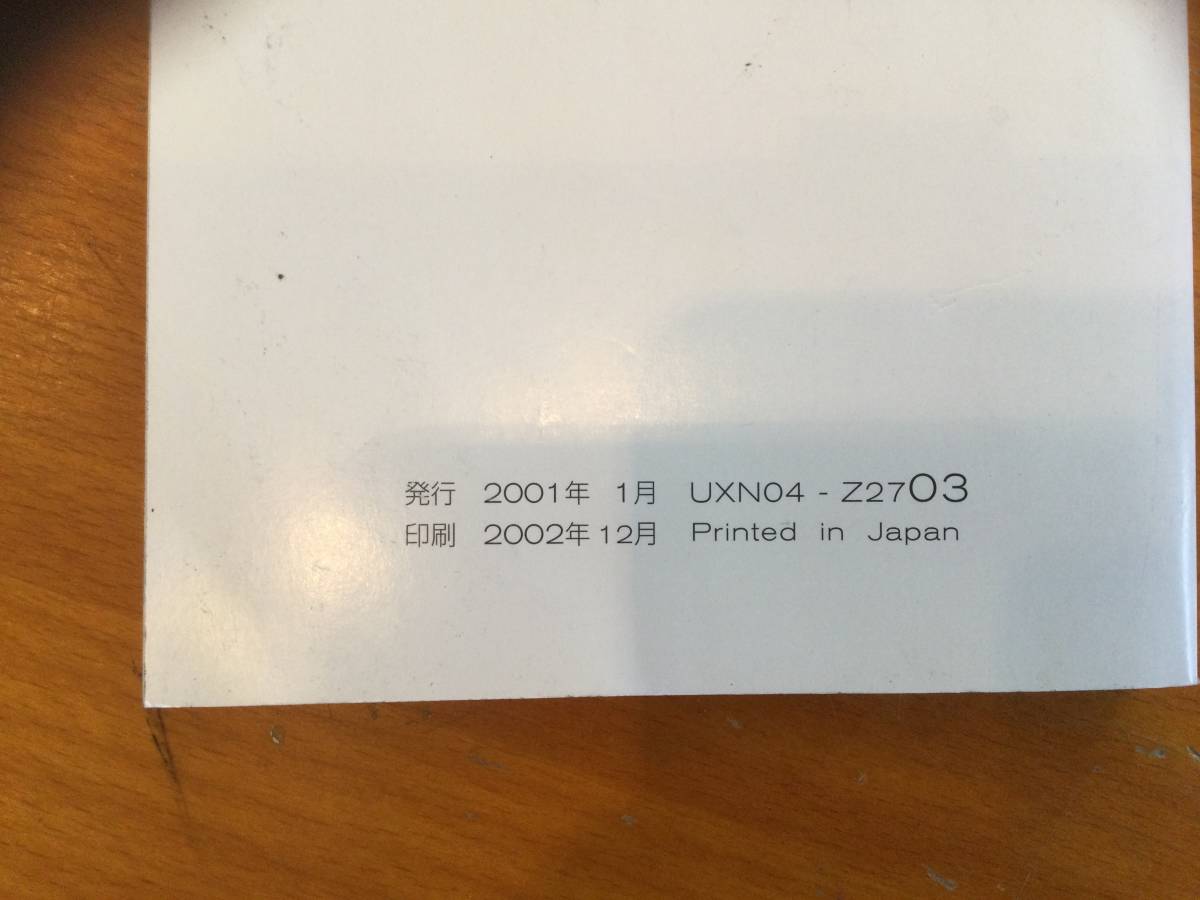 発行 2001年 1月 UXN04 - Z2703
印刷 2002年 12月 Printed in Japan